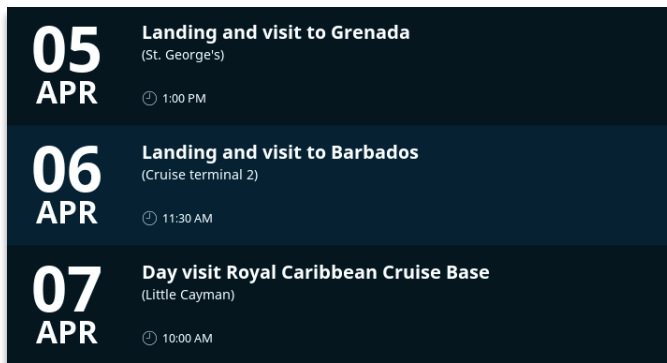 05
APR
Landing and visit to Grenada
(St. George's)
1:00 PM
06
APR
Landing and visit to Barbados
(Cruise terminal 2)
11:30 AM
07
APR
Day visit Royal Caribbean Cruise Base
(Little Cayman)
10:00 AM